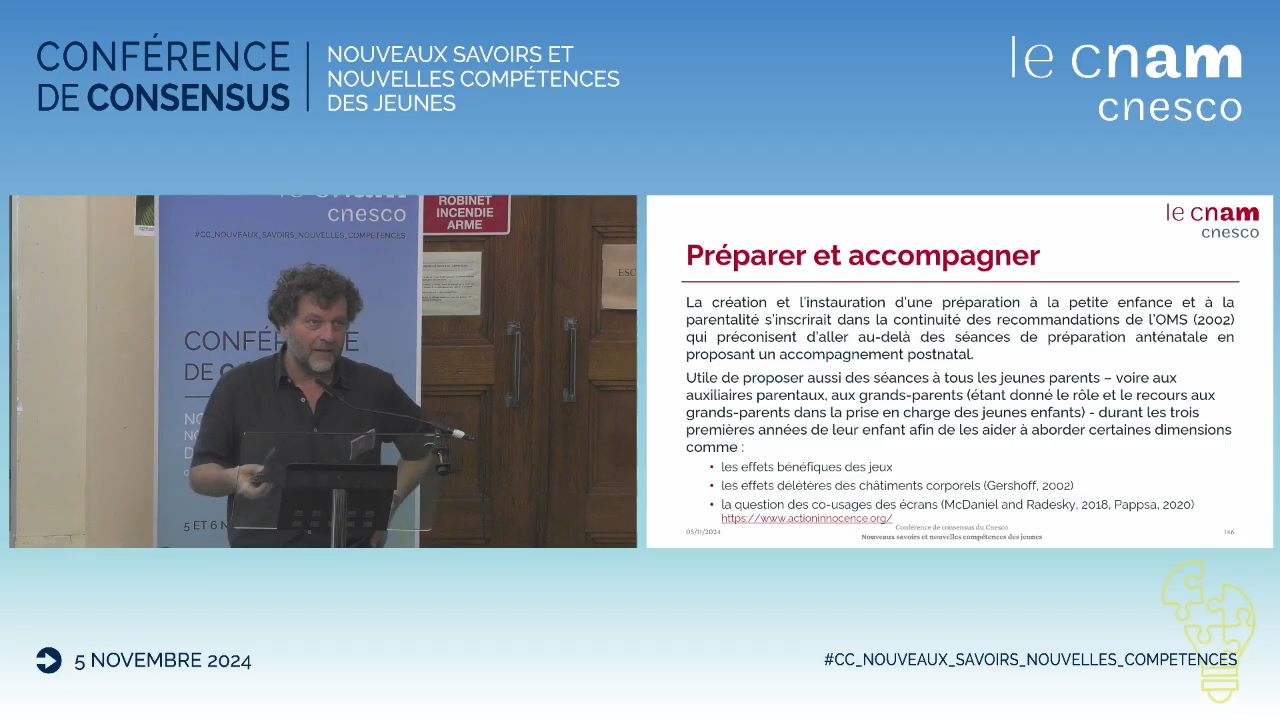 CONFÉRENCE
DE CONSENSUS
NOUVEAUX SAVOIRS ET
NOUVELLES COMPÉTENCES
DES JEUNES
le cnam
cnesco
cnesco
#CC_NOUVEAUX_SAVOIRS_NOUVELLES_COMPETENCES
ROBINET
INCENDIE
ARME
ESC
CONFÉ
E
DE
NO
5 ET 6 N
le cnam
cnesco
Préparer et accompagner
La création et l'instauration d'une préparation à la petite enfance et à la
parentalité s'inscrirait dans la continuité des recommandations de l'OMS (2002)
qui préconisent d'aller au-delà des séances de préparation anténatale en
proposant un accompagnement postnatal.
Utile de proposer aussi des séances à tous les jeunes parents – voire aux
auxiliaires parentaux, aux grands-parents (étant donné le rôle et le recours aux
grands-parents dans la prise en charge des jeunes enfants) - durant les trois
premières années de leur enfant afin de les aider à aborder certaines dimensions
comme :
• les effets bénéfiques des jeux
• les effets délétères des châtiments corporels (Gershoff, 2002)
• la question des co-usages des écrans (McDaniel and Radesky, 2018, Pappsa, 2020)
https://www.actioninnocence.org/
05/11/2024
Conférence de consensus du Cnesco
Nouveaux savoirs et nouvelles compétences des jeunes
146
5 NOVEMBRE 2024
#CC_NOUVEAUX_SAVOIRS_NOUVELLES_COMPETENCES